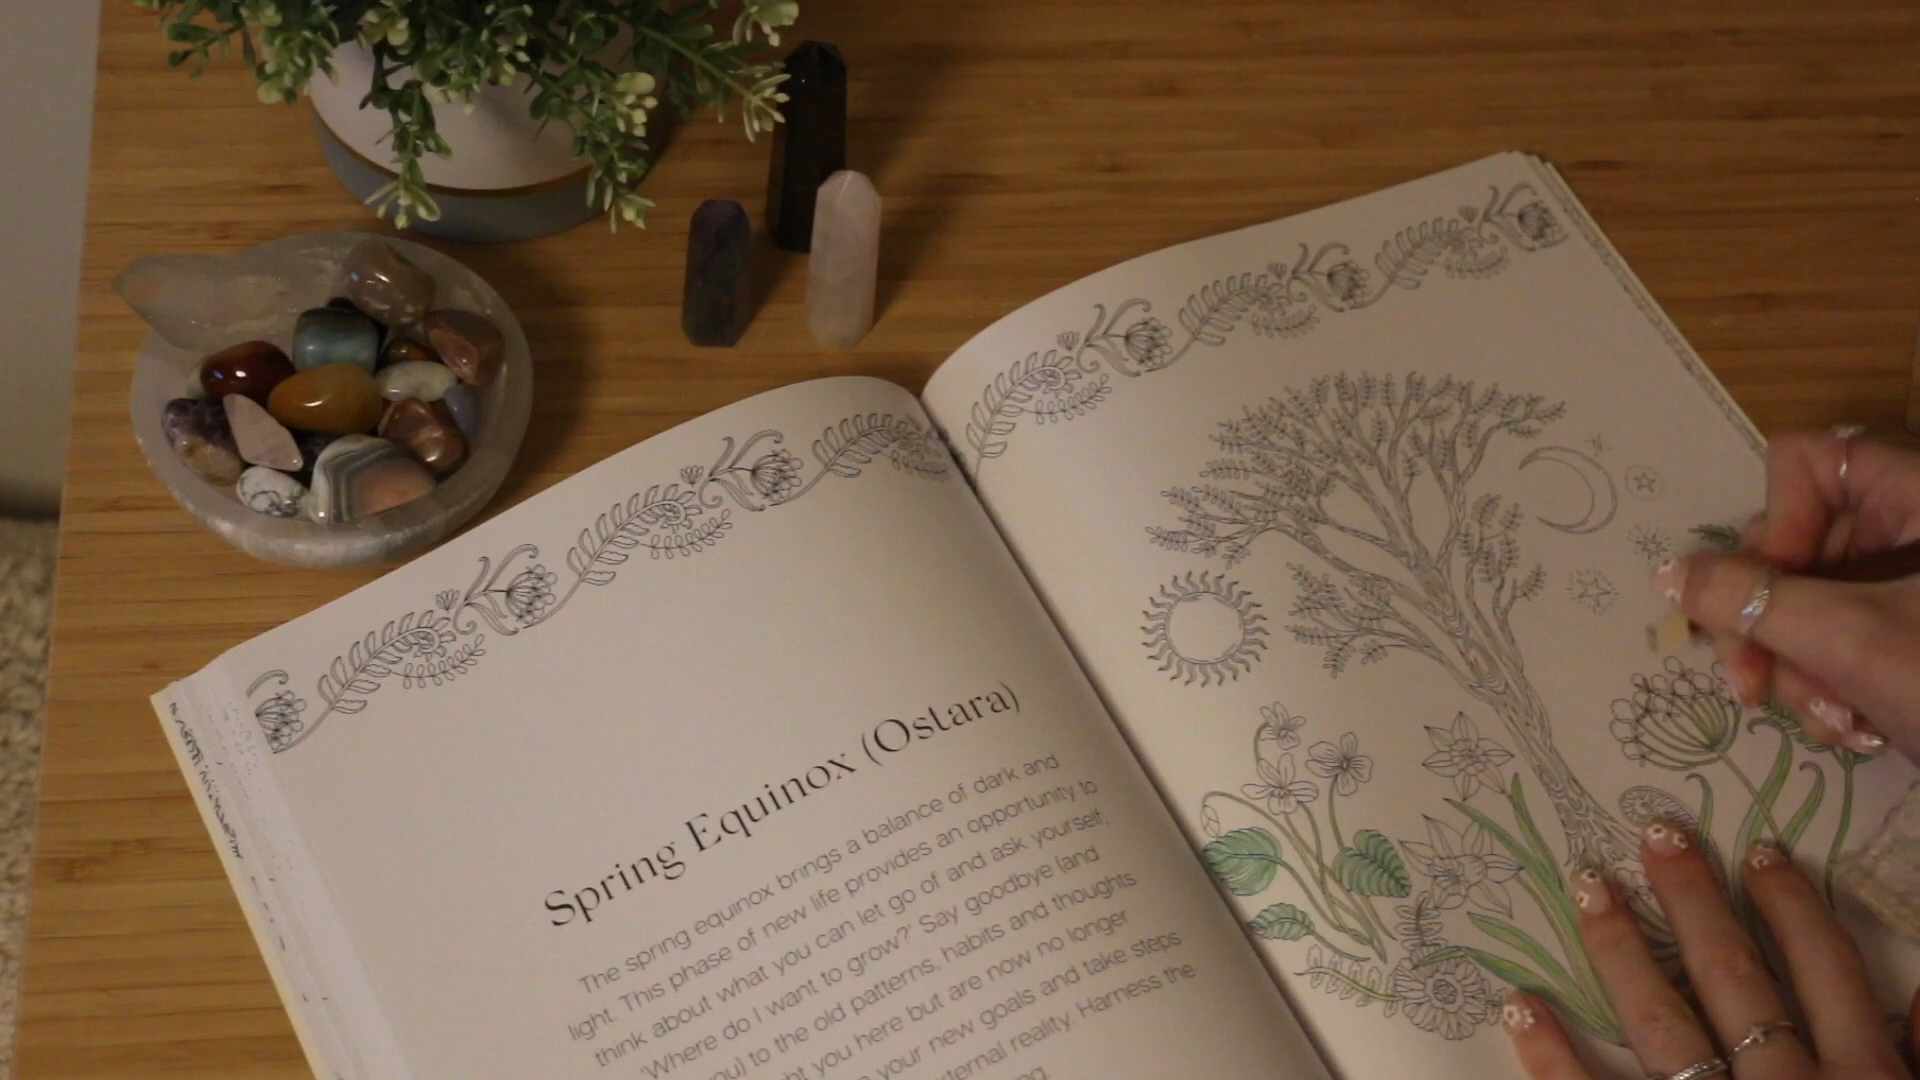 Spring Equinox (Ostara)
The spring equinox brings a balance of dark and
light. This phase of new life provides an opportunity to
think about what you can let go of and ask yourself,
'Where do I want to grow?' Say goodbye (and
you) to the old patterns, habits and thoughts
you here but are now no longer
your new goals and take steps
reality. Harness the